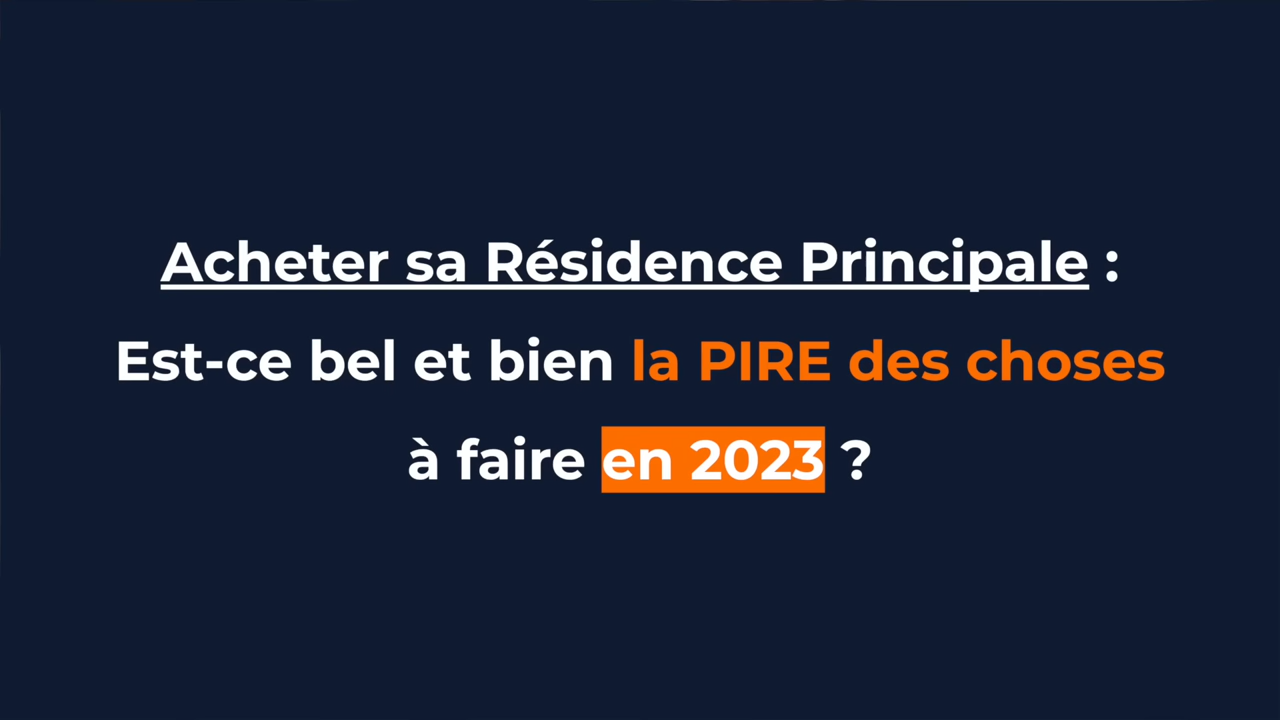 Acheter sa Résidence Principale :
Est-ce bel et bien la PIRE des choses
à faire en 2023 ?